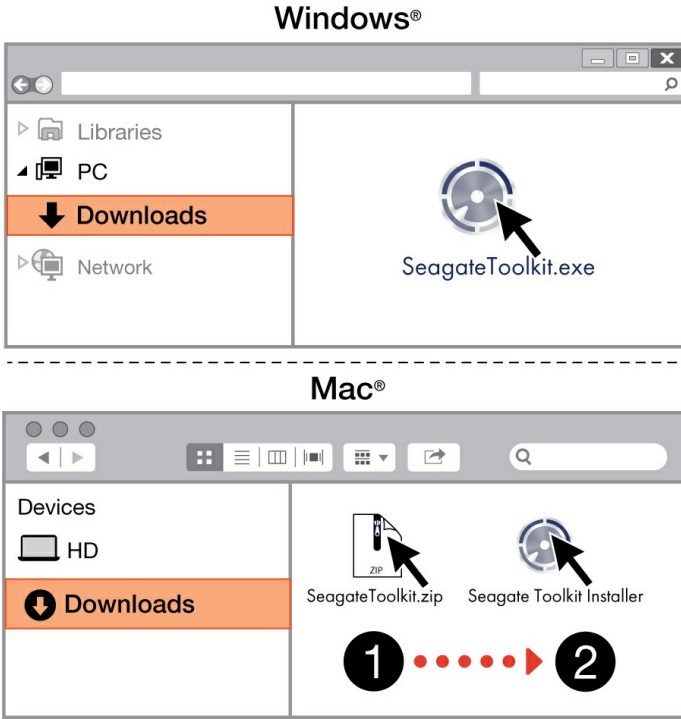 Windows®
Libraries
PC
Downloads
Network
SeagateToolkit.exe
Mac®
Devices
HD
Downloads
ZIP
SeagateToolkit.zip
Seagate Toolkit Installer
1
2